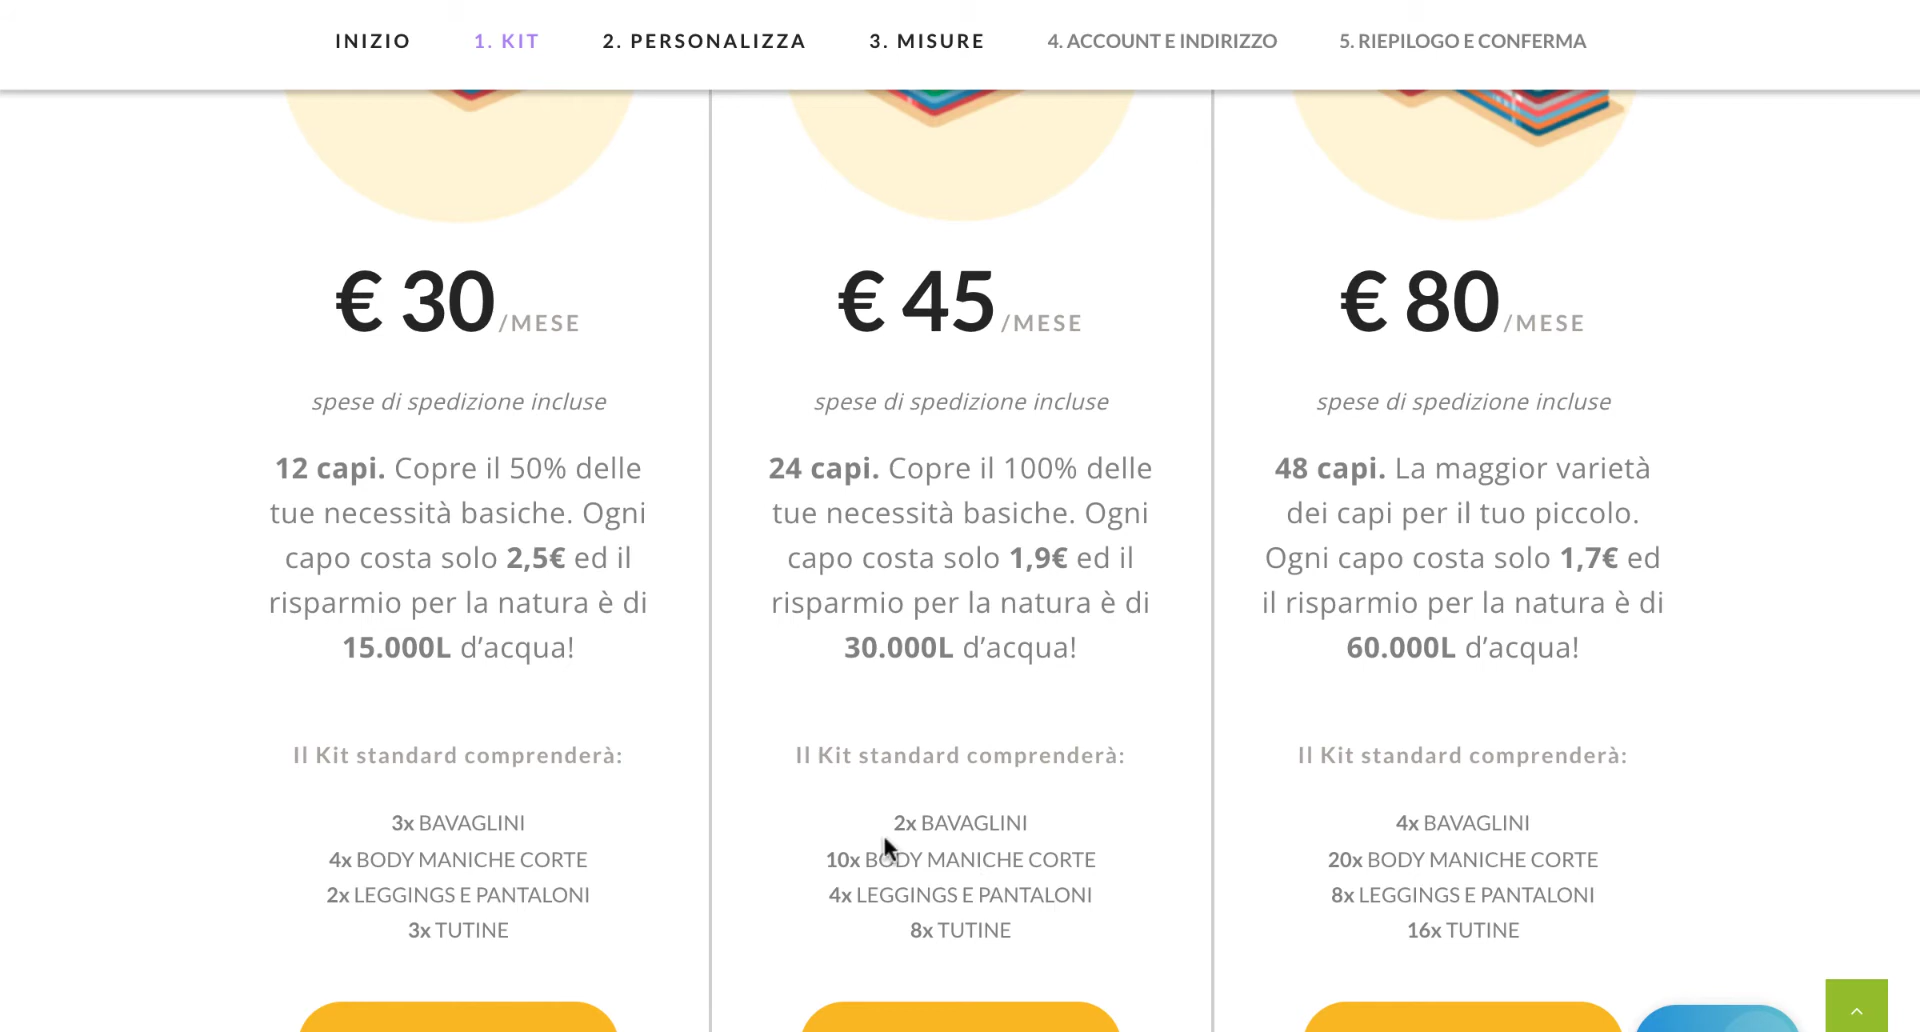 INIZIO
1. KIT
2. PERSONALIZZA
3. MISURE
4. ACCOUNT E INDIRIZZO
5. RIEPILOGO E CONFERMA
€ 30 /MESE
spese di spedizione incluse
12 capi. Copre il 50% delle
tue necessità basiche. Ogni
capo costa solo 2,5€ ed il
risparmio per la natura è di
15.000L d’acqua!
Il Kit standard comprenderà:
3x BAVAGLINI
4x BODY MANICHE CORTE
2x LEGGINGS E PANTALONI
3x TUTINE
€ 45 /MESE
spese di spedizione incluse
24 capi. Copre il 100% delle
tue necessità basiche. Ogni
capo costa solo 1,9€ ed il
risparmio per la natura è di
30.000L d’acqua!
Il Kit standard comprenderà:
2x BAVAGLINI
10x BODY MANICHE CORTE
4x LEGGINGS E PANTALONI
8x TUTINE
€ 80 /MESE
spese di spedizione incluse
48 capi. La maggior varietà
dei capi per il tuo piccolo.
Ogni capo costa solo 1,7€ ed
il risparmio per la natura è di
60.000L d’acqua!
Il Kit standard comprenderà:
4x BAVAGLINI
20x BODY MANICHE CORTE
8x LEGGINGS E PANTALONI
16x TUTINE